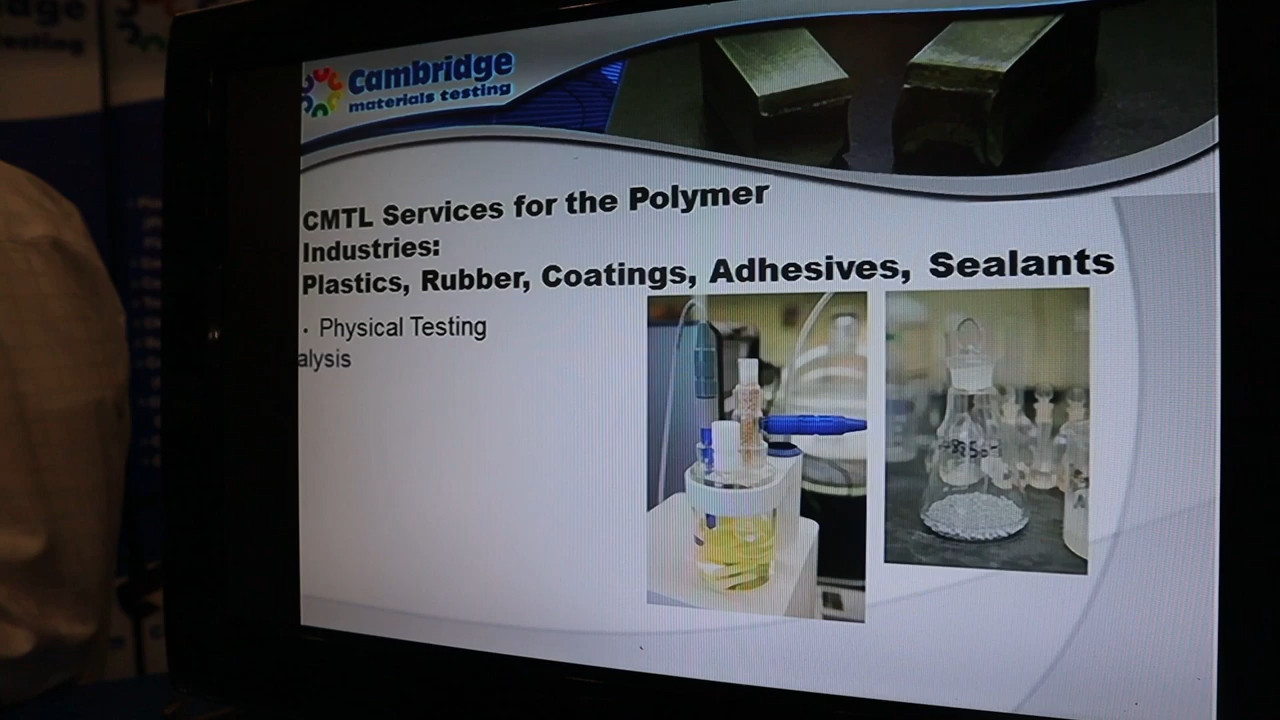 Cambridge
materials testing
CMTL Services for the Polymer
Industries:
Plastics, Rubber, Coatings, Adhesives, Sealants
· Physical Testing
alysis